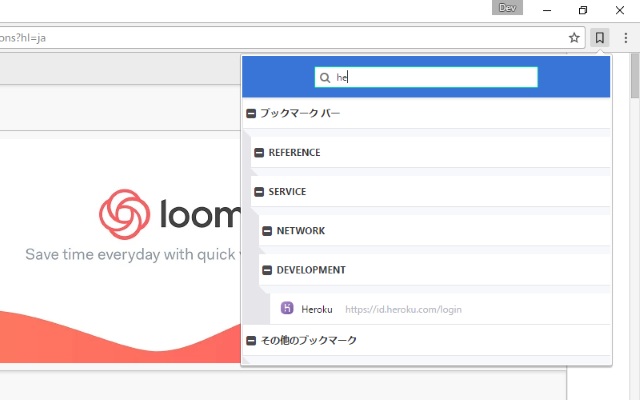 Dev
ons?hl=ja
he
ブックマーク バー
REFERENCE
SERVICE
NETWORK
DEVELOPMENT
Heroku https://id.heroku.com/login
その他のブックマーク
loom
Save time everyday with quick